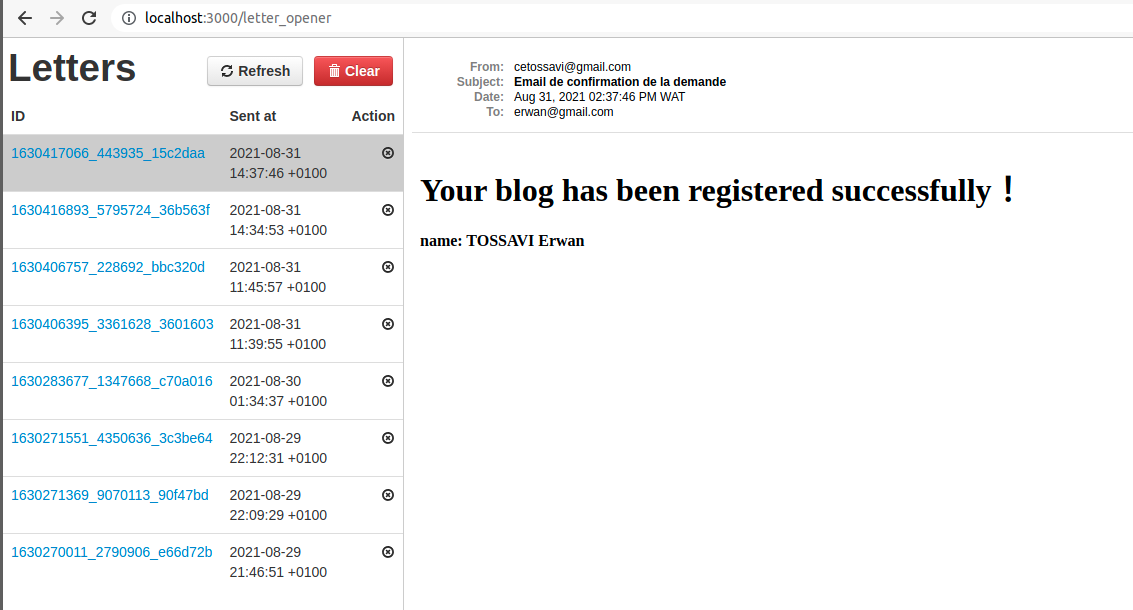 localhost:3000/letter_opener
Letters
Refresh
Clear
ID Sent at Action
1630417066_443935_15c2daa 2021-08-31
14:37:46 +0100
1630416893_5795724_36b563f 2021-08-31
14:34:53 +0100
1630406757_228692_bbc320d 2021-08-31
11:45:57 +0100
1630406395_3361628_3601603 2021-08-31
11:39:55 +0100
1630283677_1347668_c70a016 2021-08-30
01:34:37 +0100
1630271551_4350636_3c3be64 2021-08-29
22:12:31 +0100
1630271369_9070113_90f47bd 2021-08-29
22:09:29 +0100
1630270011_2790906_e66d72b 2021-08-29
21:46:51 +0100
From: cetossavi@gmail.com
Subject: Email de confirmation de la demande
Date: Aug 31, 2021 02:37:46 PM WAT
To: erwan@gmail.com
Your blog has been registered successfully！
name: TOSSAVI Erwan